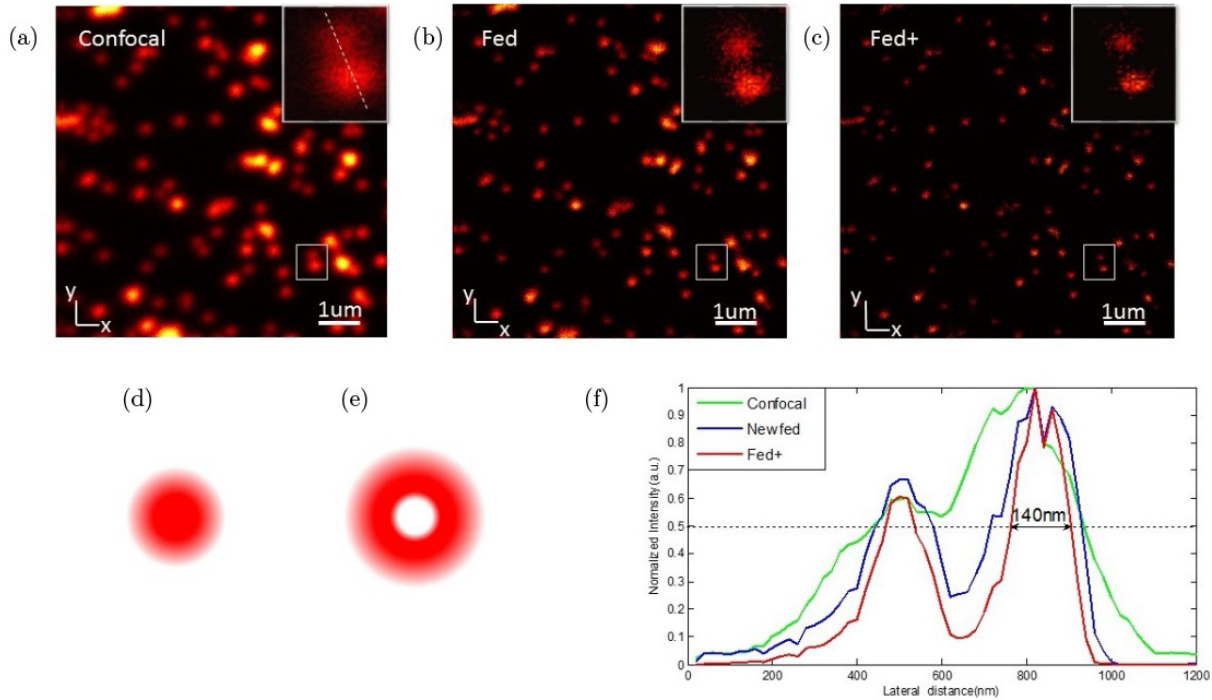 (a) Confocal
(b) Fed
(c) Fed+
y
x
1um
y
x
1um
y
x
1um
(d)
(e)
(f)
Confocal
Newfed
Fed+
140nm
Nomalized Intensity (a.u.)
1
0.9
0.8
0.7
0.6
0.5
0.4
0.3
0.2
0.1
0
0 200 400 600 800 1000 1200
Lateral distance(nm)